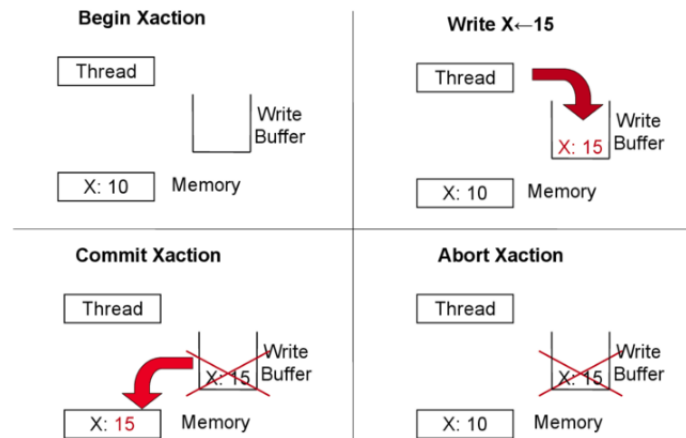 Begin Xaction
Thread
Write
Buffer
X: 10 Memory
Write X←15
Thread
Write
X: 15 Buffer
X: 10 Memory
Commit Xaction
Thread
Write
X: 15 Buffer
X: 15 Memory
Abort Xaction
Thread
Write
X: 15 Buffer
X: 10 Memory